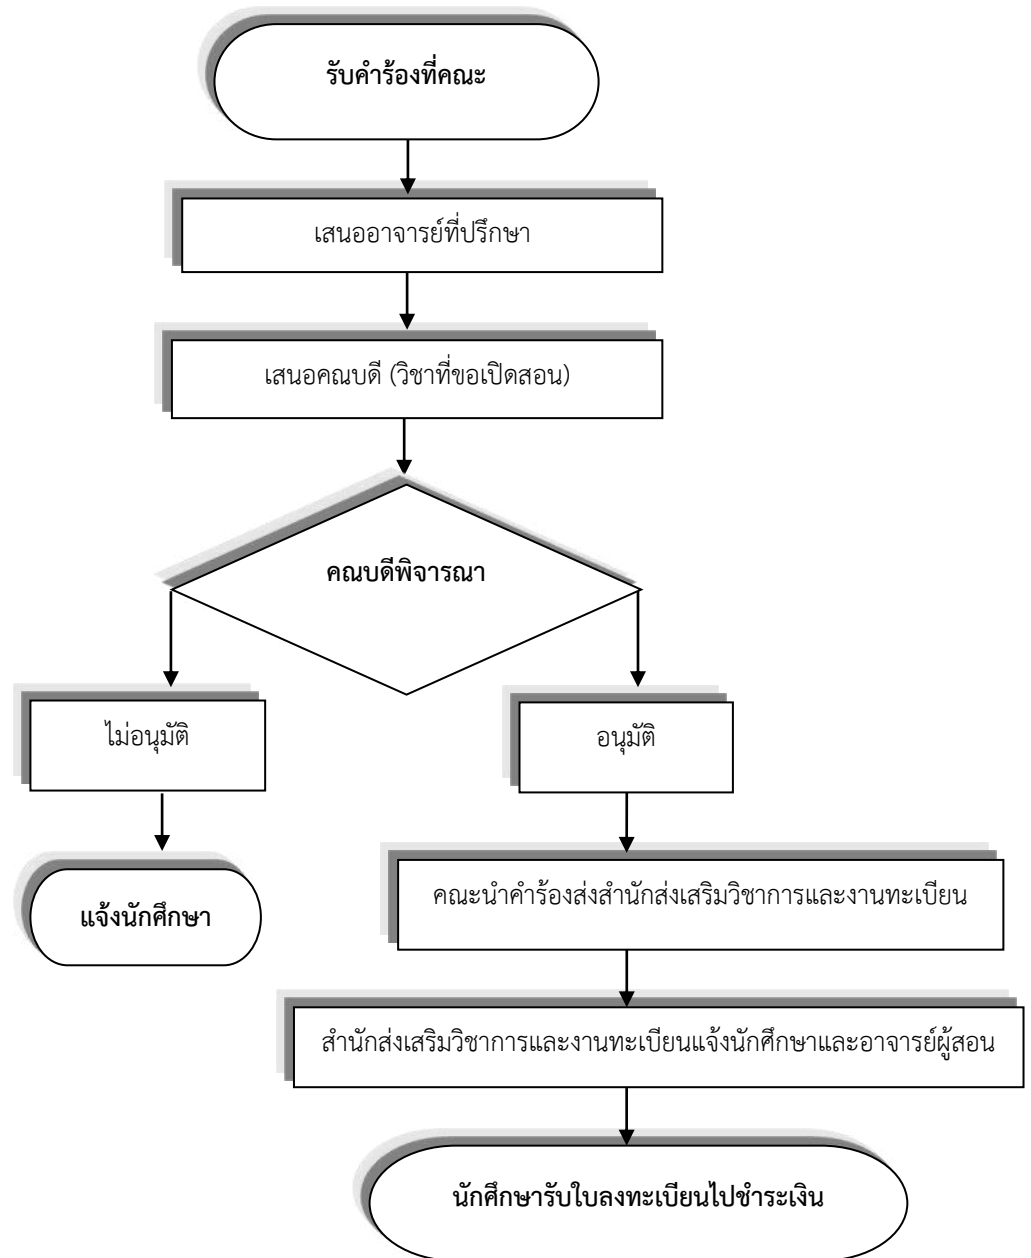 รับคำร้องที่คณะ
เสนออาจารย์ที่ปรึกษา
เสนอคณบดี (วิชาที่ขอเปิดสอน)
คณบดีพิจารณา
ไม่อนุมัติ
อนุมัติ
คณะนำคำร้องส่งสำนักส่งเสริมวิชาการและงานทะเบียน
แจ้งนักศึกษา
สำนักส่งเสริมวิชาการและงานทะเบียนแจ้งนักศึกษาและอาจารย์ผู้สอน
นักศึกษารับใบลงทะเบียนไปชำระเงิน